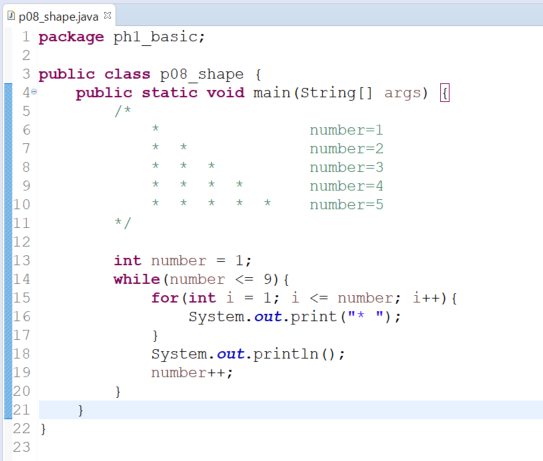 p08_shape.java
1 package ph1_basic;
2
3 public class p08_shape {
4 public static void main(String[] args) {
5 /*
6 * number=1
7 * * number=2
8 * * * number=3
9 * * * * number=4
10 * * * * * number=5
11 */
12
13 int number = 1;
14 while(number <= 9){
15 for(int i = 1; i <= number; i++){
16 System.out.print("* ");
17 }
18 System.out.println();
19 number++;
20 }
21 }
22 }
23